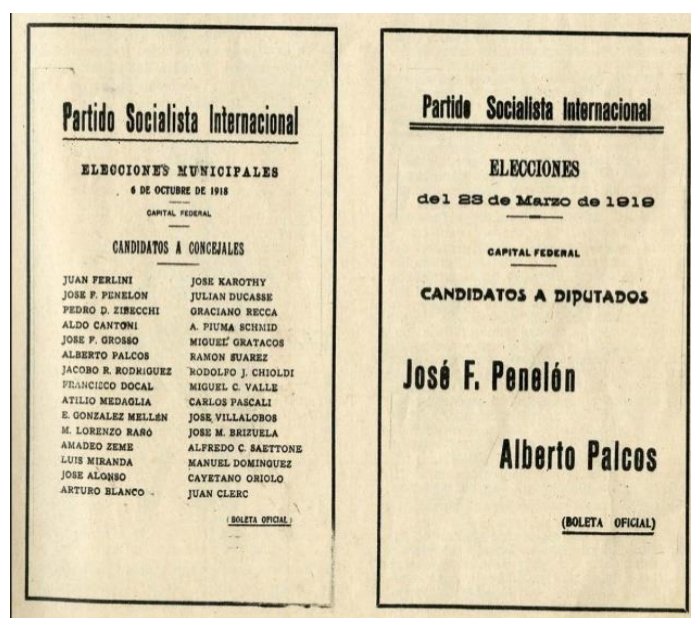 Partido Socialista Internacional
ELECCIONES MUNICIPALES
6 DE OCTUBRE DE 1918
CAPITAL FEDERAL
CANDIDATOS A CONCEJALES
JUAN FERLINI
JOSE F. PENELON
PEDRO D. ZIBECCHI
ALDO CANTONI
JOSE F. GROSSO
ALBERTO PALCOS
JACOBO R. RODRIGUEZ
FRANCISCO DOCAL
ATILIO MEDAGLIA
E. GONZALEZ MELLÉN
M. LORENZO RAÑÓ
AMADEO ZEME
LUIS MIRANDA
JOSE ALONSO
ARTURO BLANCO
JOSE KAROTHY
JULIAN DUCASSE
GRACIANO RECCA
A. PIUMA SCHMID
MIGUEL GRATACOS
RAMON SUAREZ
RODOLFO J. CHIOLDI
MIGUEL C. VALLE
CARLOS PASCALI
JOSE VILLALOBOS
JOSE M. BRIZUELA
ALFREDO C. SAETTONE
MANUEL DOMINGUEZ
CAYETANO ORIOLO
JUAN CLERC
(BOLETA OFICIAL)
Partido Socialista Internacional
ELECCIONES
del 23 de Marzo de 1919
CAPITAL FEDERAL
CANDIDATOS A DIPUTADOS
José F. Penelón
Alberto Palcos
(BOLETA OFICIAL)